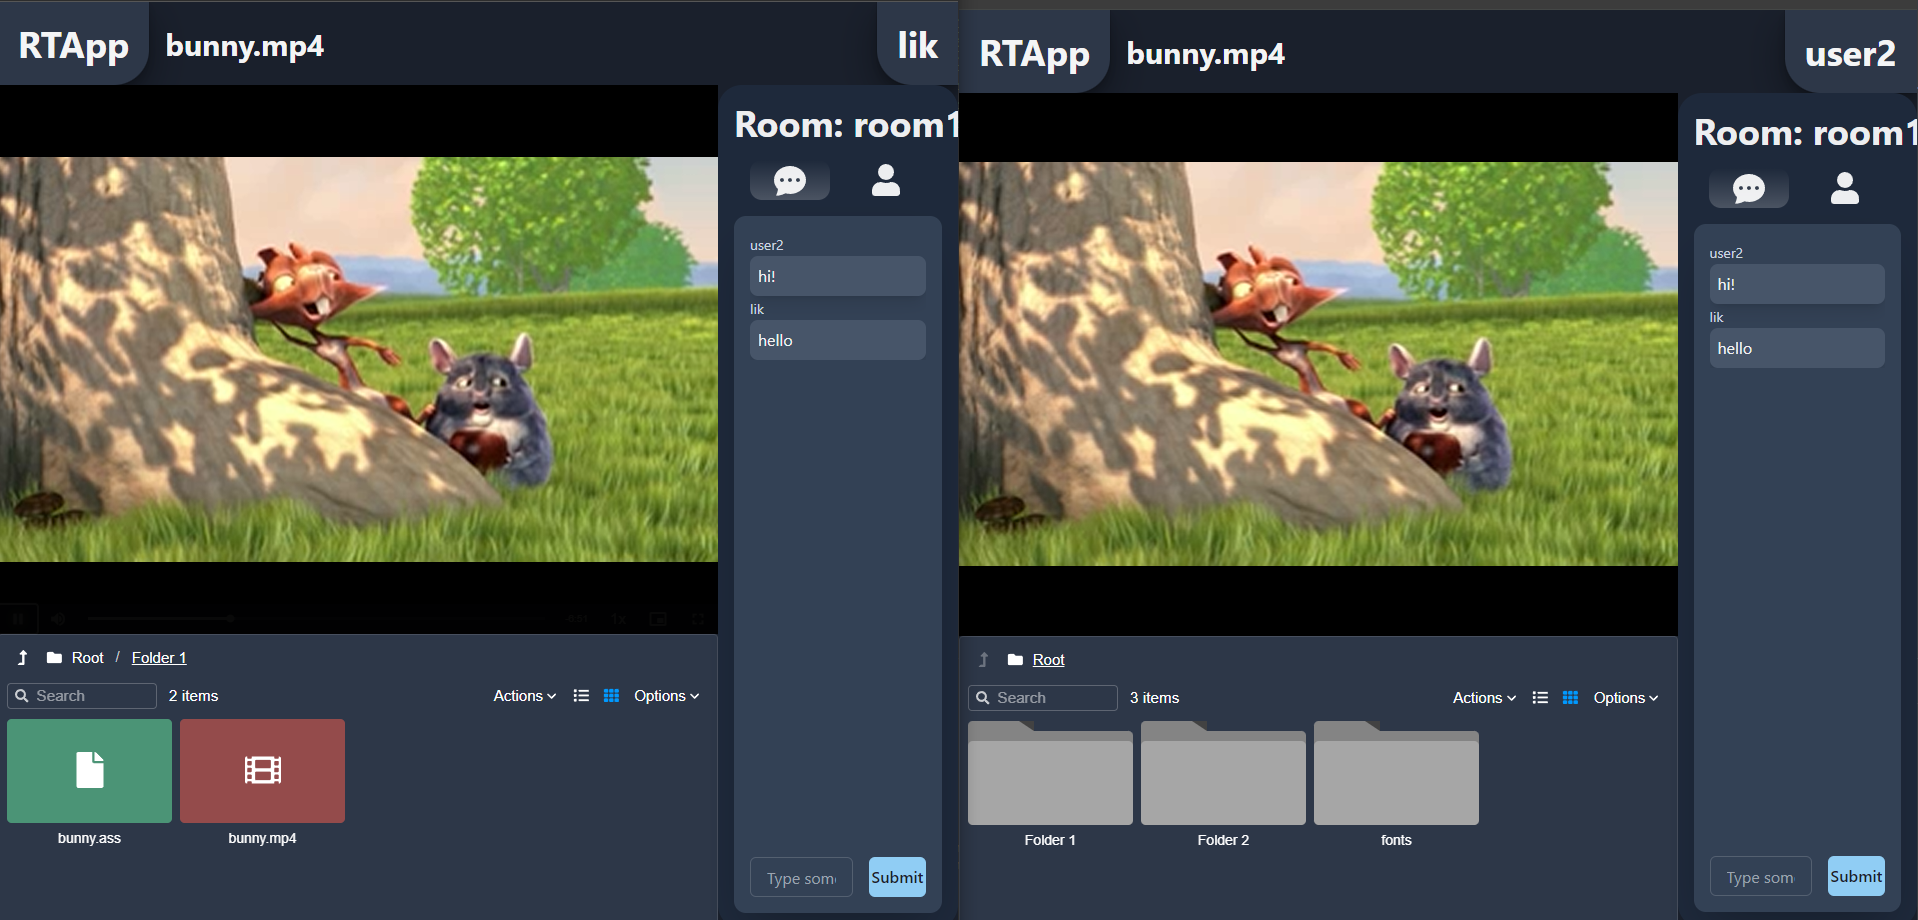 RTApp
bunny.mp4
lik
Room: room1
user2
hi!
lik
hello
Type som
Submit
Root / Folder 1
Search
2 items
Actions
Options
bunny.ass
bunny.mp4
1x
RTApp
bunny.mp4
user2
Room: room1
user2
hi!
lik
hello
Type som
Submit
Root
Search
3 items
Actions
Options
Folder 1
Folder 2
fonts